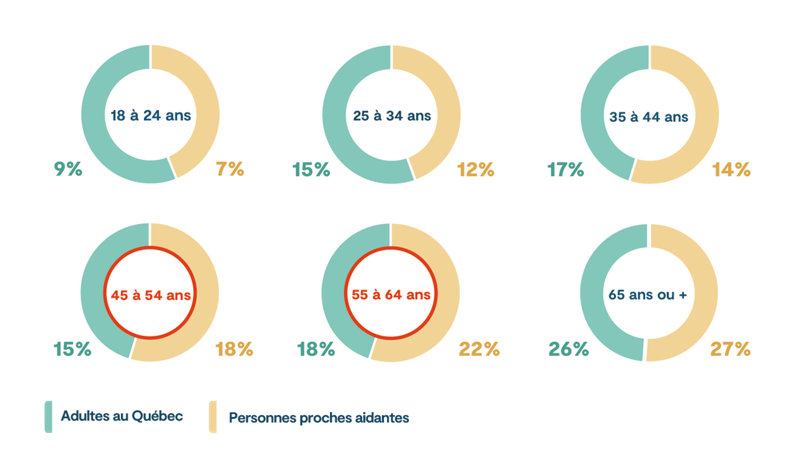 18 à 24 ans
9%
7%
25 à 34 ans
15%
12%
35 à 44 ans
17%
14%
45 à 54 ans
15%
18%
55 à 64 ans
18%
22%
65 ans ou +
26%
27%
Adultes au Québec
Personnes proches aidantes